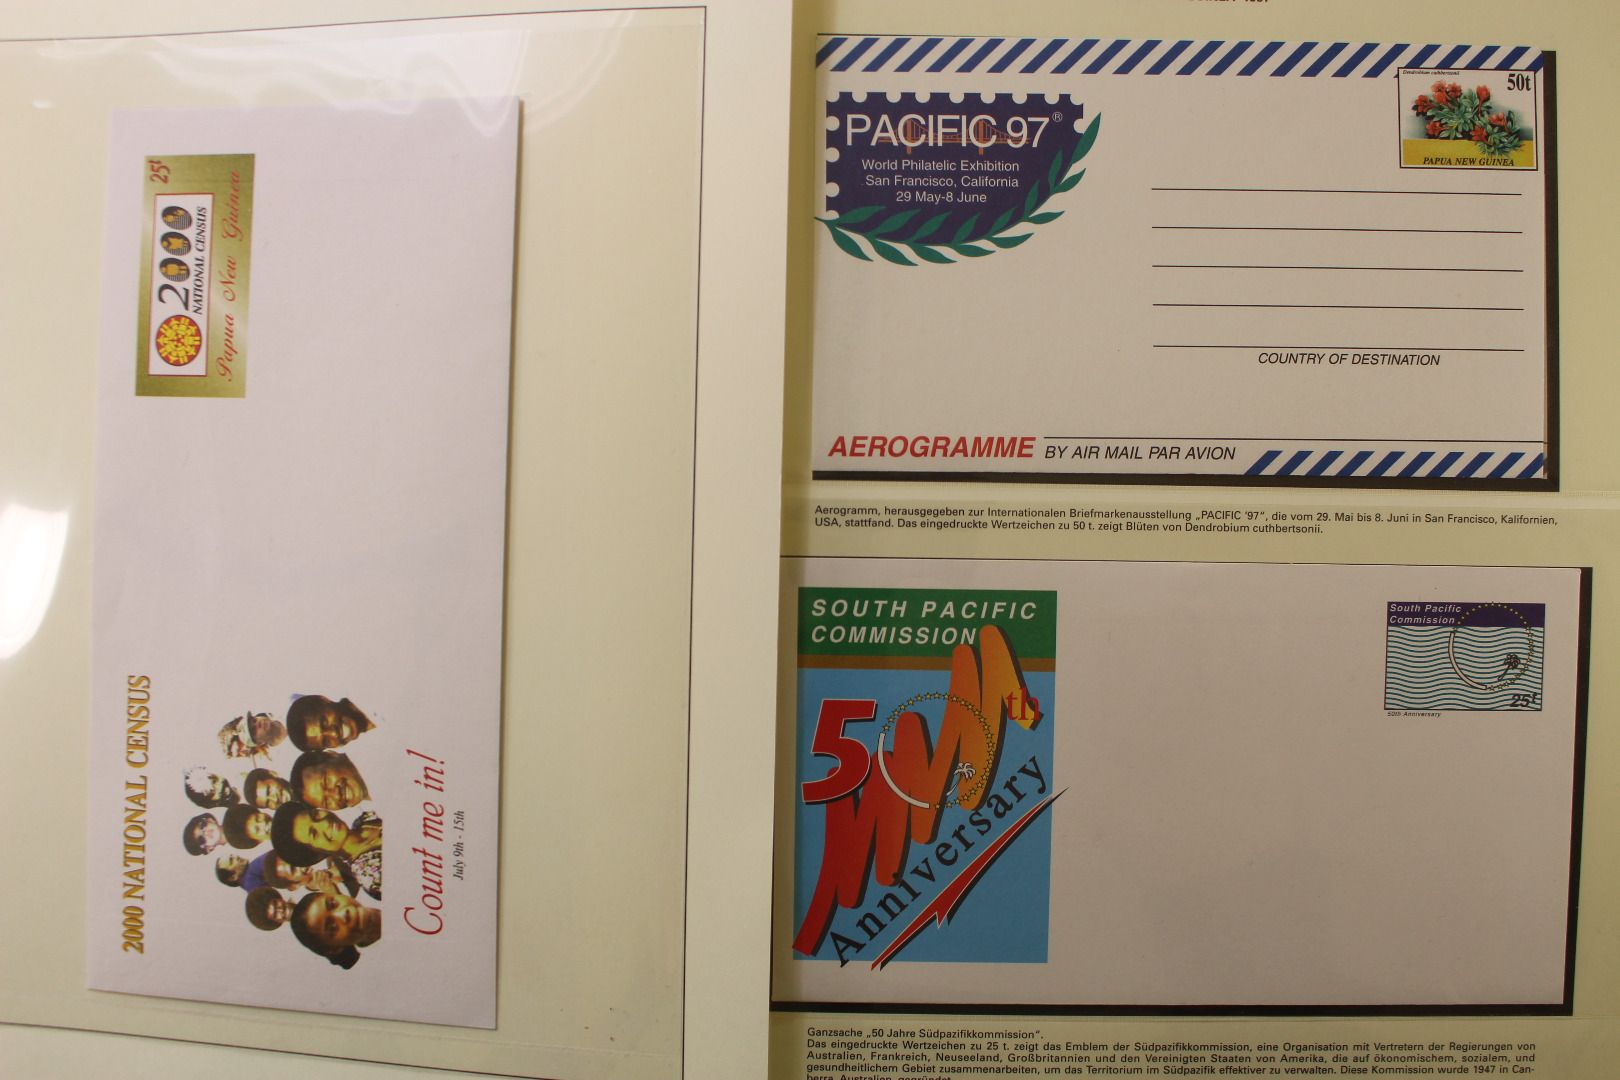 25t
2000
NATIONAL CENSUS
Papua New Guinea
2000 NATIONAL CENSUS
Count me in!
July 9th - 15th
PACIFIC 97®
World Philatelic Exhibition
San Francisco, California
29 May-8 June
Dendrobium cuthbertsonii
50t
PAPUA NEW GUINEA
COUNTRY OF DESTINATION
AEROGRAMME BY AIR MAIL PAR AVION
Aerogramm, herausgegeben zur Internationalen Briefmarkenausstellung „PACIFIC '97“, die vom 29. Mai bis 8. Juni in San Francisco, Kalifornien,
USA, stattfand. Das eingedruckte Wertzeichen zu 50 t. zeigt Blüten von Dendrobium cuthbertsonii.
SOUTH PACIFIC
COMMISSION
50th
Anniversary
South Pacific
Commission
25t
50th Anniversary
Ganzsache „50 Jahre Südpazifikkommission“.
Das eingedruckte Wertzeichen zu 25 t. zeigt das Emblem der Südpazifikkommission, eine Organisation mit Vertretern der Regierungen von
Australien, Frankreich, Neuseeland, Großbritannien und den Vereinigten Staaten von Amerika, die auf ökonomischem, sozialem, und
gesundheitlichem Gebiet zusammenarbeiten, um das Territorium im Südpazifik effektiver zu verwalten. Diese Kommission wurde 1947 in Can-
berra, Australien, gegründet.